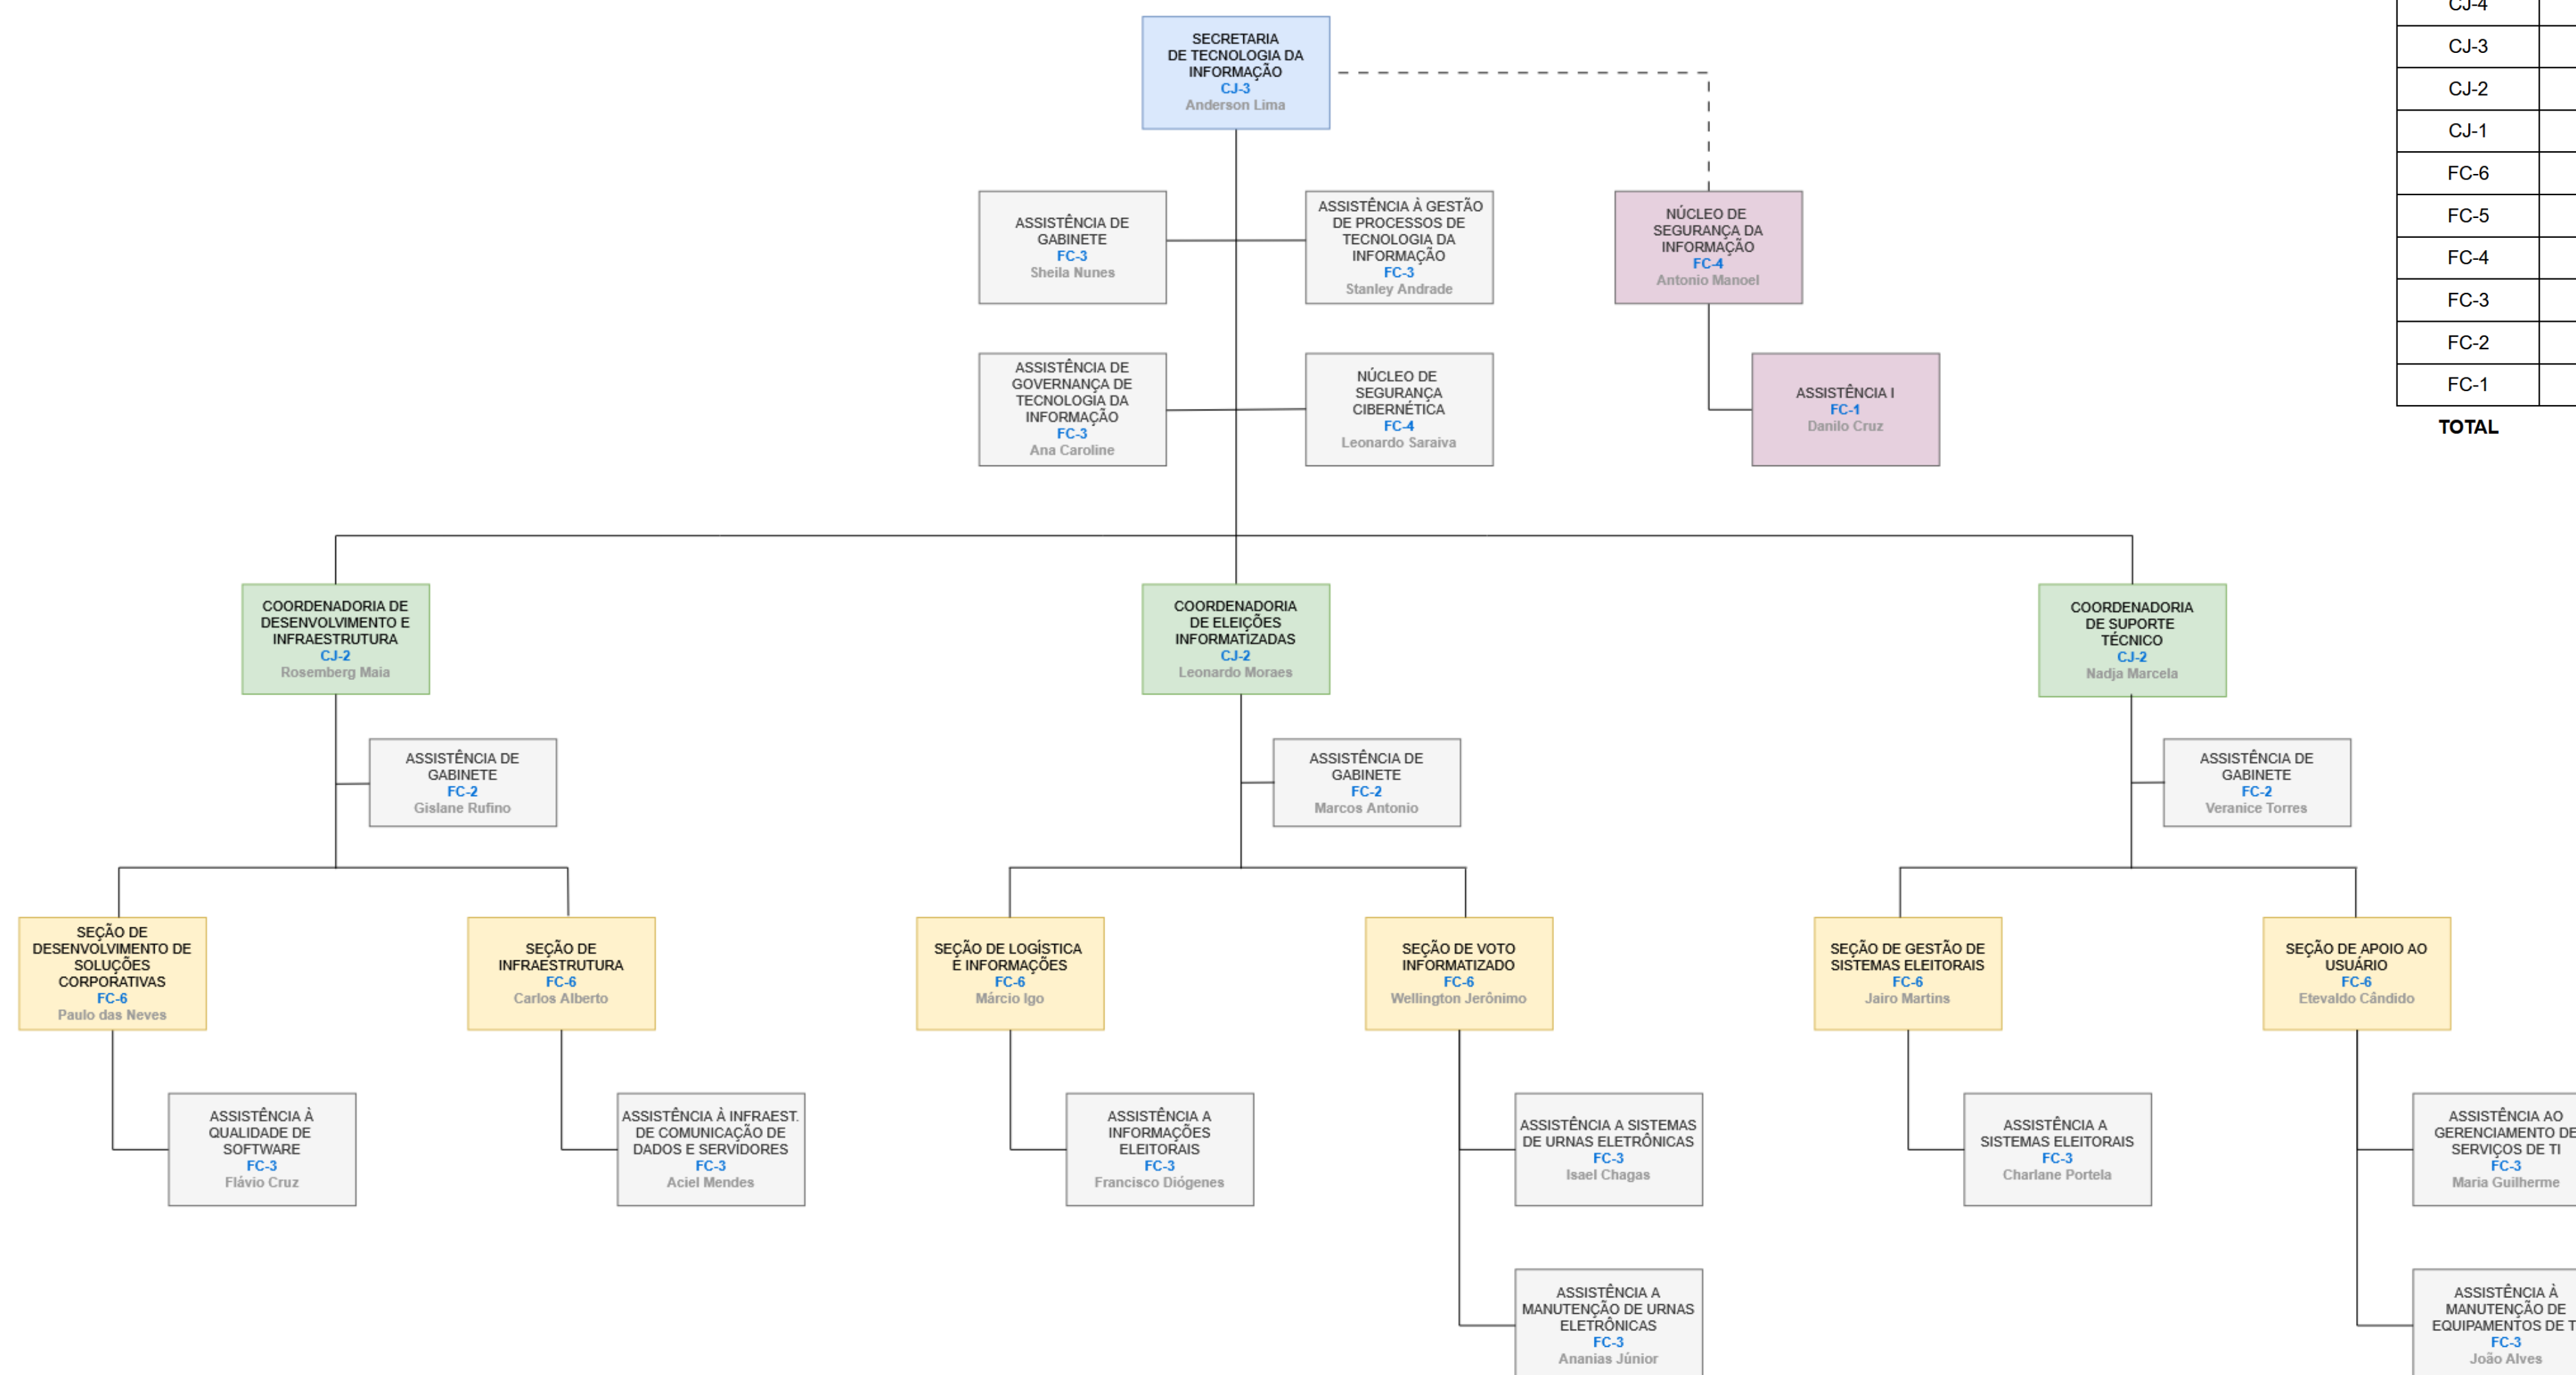 SECRETARIA
DE TECNOLOGIA DA
INFORMAÇÃO
CJ-3
Anderson Lima
ASSISTÊNCIA DE
GABINETE
FC-3
Sheila Nunes
ASSISTÊNCIA À GESTÃO
DE PROCESSOS DE
TECNOLOGIA DA
INFORMAÇÃO
FC-3
Stanley Andrade
NÚCLEO DE
SEGURANÇA DA
INFORMAÇÃO
FC-4
Antonio Manoel
ASSISTÊNCIA DE
GOVERNANÇA DE
TECNOLOGIA DA
INFORMAÇÃO
FC-3
Ana Caroline
NÚCLEO DE
SEGURANÇA
CIBERNÉTICA
FC-4
Leonardo Saraiva
ASSISTÊNCIA I
FC-1
Danilo Cruz
CJ-4
CJ-3
CJ-2
CJ-1
FC-6
FC-5
FC-4
FC-3
FC-2
FC-1
TOTAL
COORDENADORIA DE
DESENVOLVIMENTO E
INFRAESTRUTURA
CJ-2
Rosemberg Maia
COORDENADORIA
DE ELEIÇÕES
INFORMATIZADAS
CJ-2
Leonardo Moraes
COORDENADORIA
DE SUPORTE
TÉCNICO
CJ-2
Nadja Marcela
ASSISTÊNCIA DE
GABINETE
FC-2
Gislane Rufino
ASSISTÊNCIA DE
GABINETE
FC-2
Marcos Antonio
ASSISTÊNCIA DE
GABINETE
FC-2
Veranice Torres
SEÇÃO DE
DESENVOLVIMENTO DE
SOLUÇÕES
CORPORATIVAS
FC-6
Paulo das Neves
SEÇÃO DE
INFRAESTRUTURA
FC-6
Carlos Alberto
SEÇÃO DE LOGÍSTICA
E INFORMAÇÕES
FC-6
Márcio Igo
SEÇÃO DE VOTO
INFORMATIZADO
FC-6
Wellington Jerônimo
SEÇÃO DE GESTÃO DE
SISTEMAS ELEITORAIS
FC-6
Jairo Martins
SEÇÃO DE APOIO AO
USUÁRIO
FC-6
Etevaldo Cândido
ASSISTÊNCIA À
QUALIDADE DE
SOFTWARE
FC-3
Flávio Cruz
ASSISTÊNCIA À INFRAEST.
DE COMUNICAÇÃO DE
DADOS E SERVIDORES
FC-3
Aciel Mendes
ASSISTÊNCIA A
INFORMAÇÕES
ELEITORAIS
FC-3
Francisco Diógenes
ASSISTÊNCIA A SISTEMAS
DE URNAS ELETRÔNICAS
FC-3
Isael Chagas
ASSISTÊNCIA A
SISTEMAS ELEITORAIS
FC-3
Charlane Portela
ASSISTÊNCIA AO
GERENCIAMENTO DE
SERVIÇOS DE TI
FC-3
Maria Guilherme
ASSISTÊNCIA A
MANUTENÇÃO DE URNAS
ELETRÔNICAS
FC-3
Ananias Júnior
ASSISTÊNCIA À
MANUTENÇÃO DE
EQUIPAMENTOS DE T
FC-3
João Alves